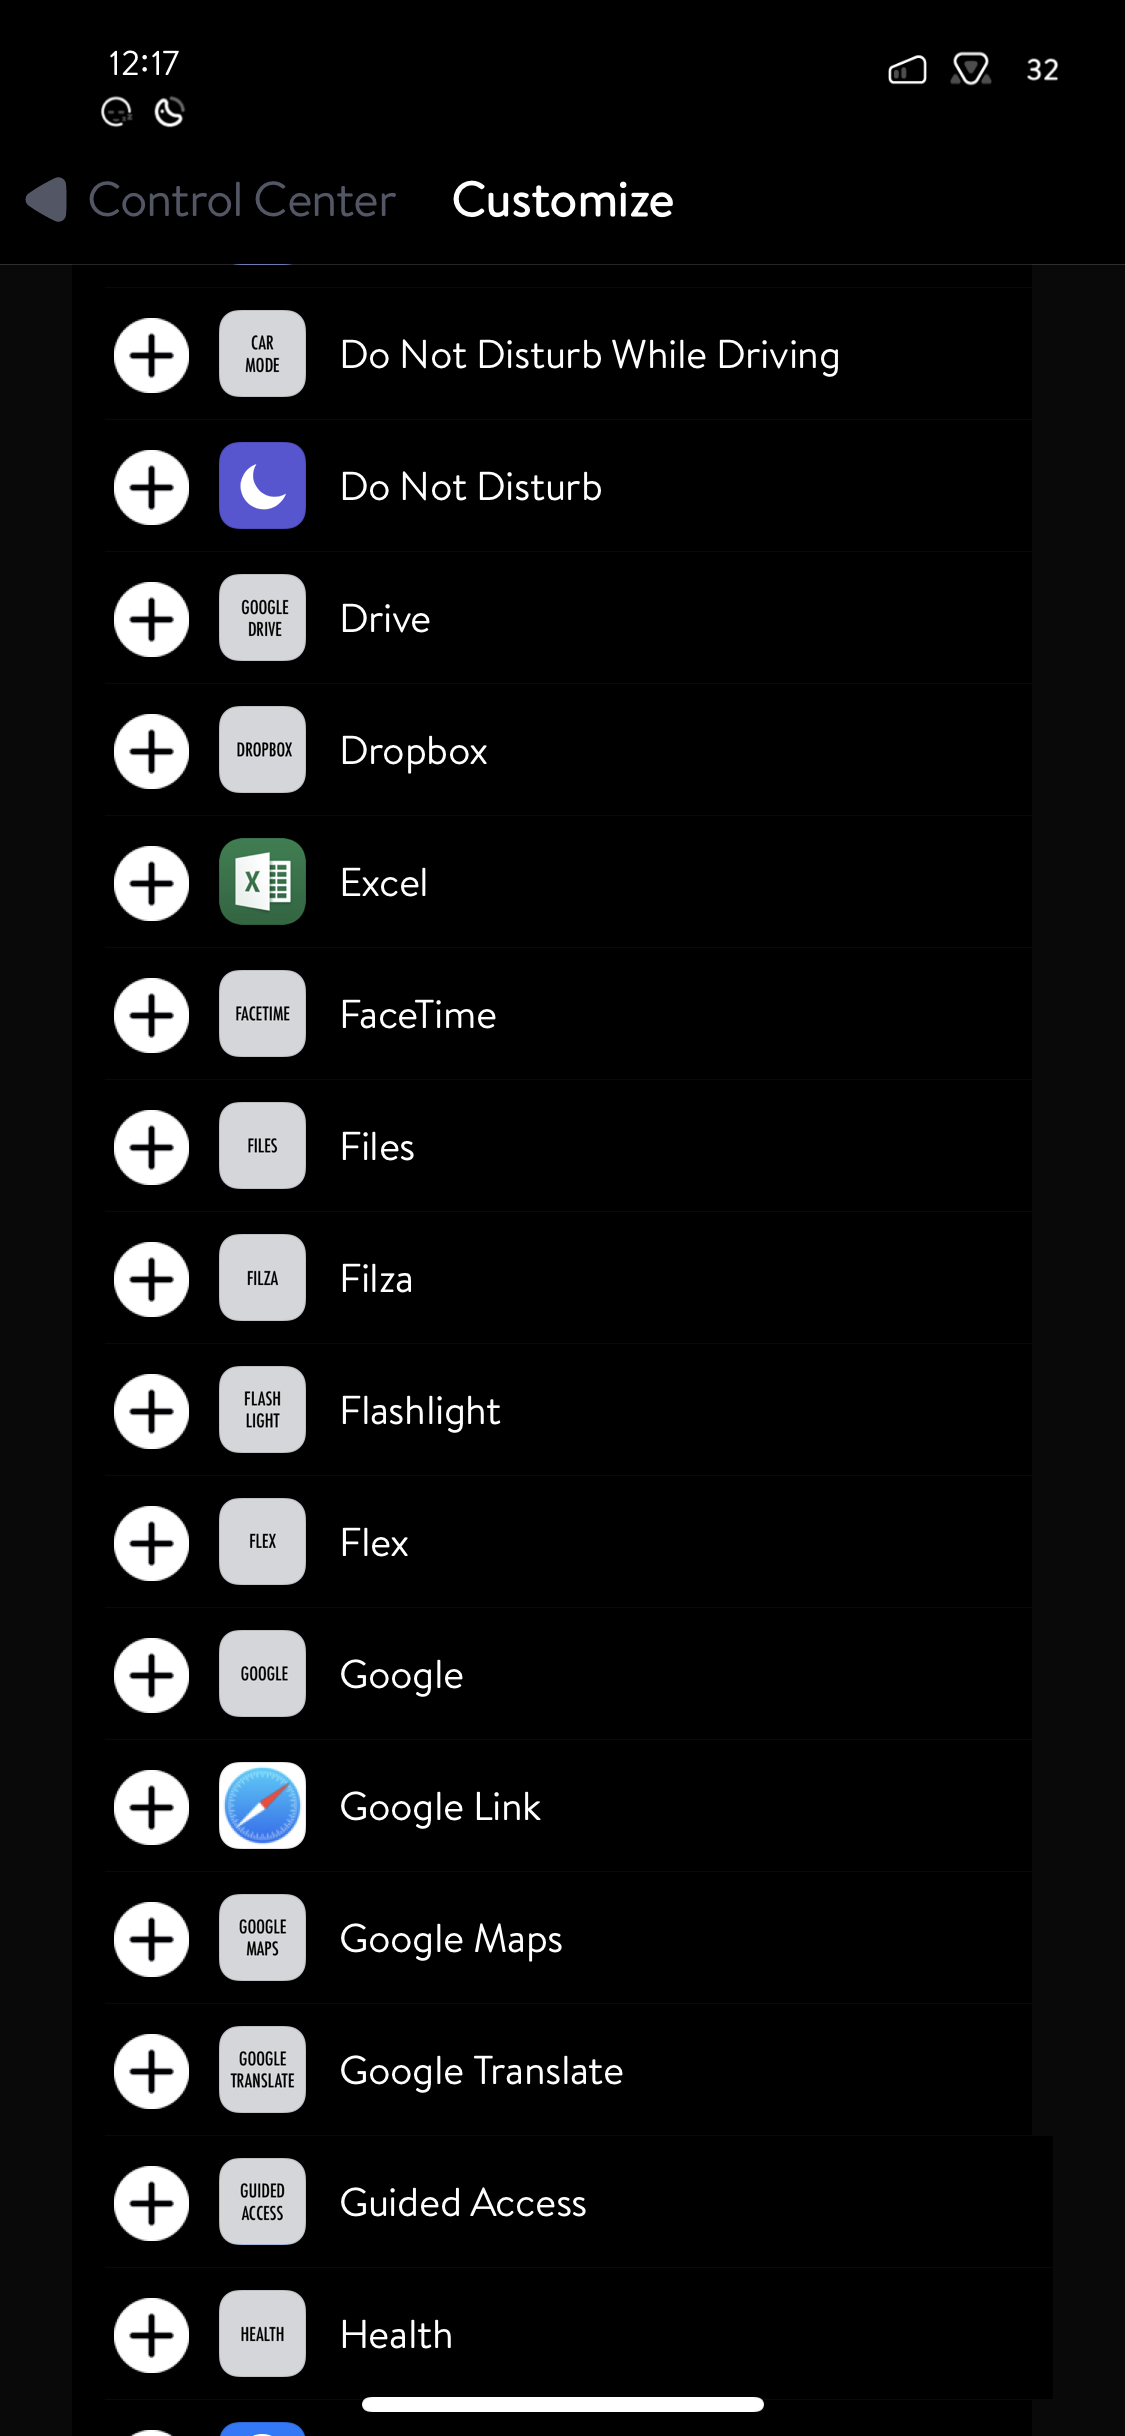 12:17
32
Control Center
Customize
CAR
MODE
Do Not Disturb While Driving
Do Not Disturb
GOOGLE
DRIVE
Drive
DROPBOX
Dropbox
X
Excel
FACETIME
FaceTime
FILES
Files
FILZA
Filza
FLASH
LIGHT
Flashlight
FLEX
Flex
GOOGLE
Google
Google Link
GOOGLE
MAPS
Google Maps
GOOGLE
TRANSLATE
Google Translate
GUIDED
ACCESS
Guided Access
HEALTH
Health